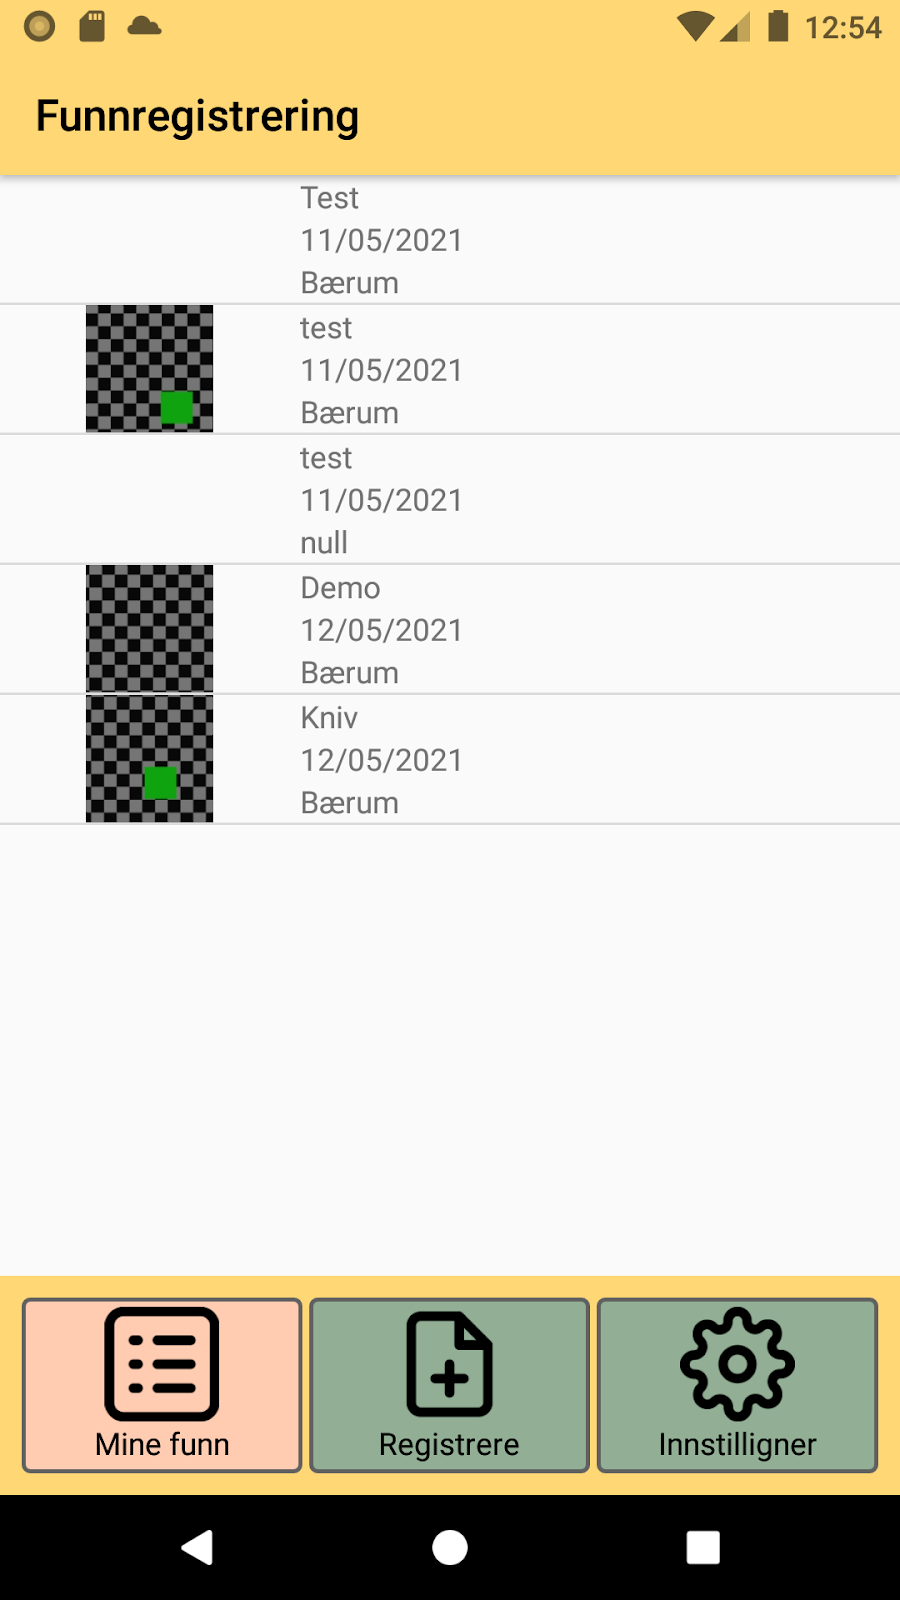 12:54
Funnregistrering
Test
11/05/2021
Bærum
test
11/05/2021
Bærum
test
11/05/2021
null
Demo
12/05/2021
Bærum
Kniv
12/05/2021
Bærum
Mine funn
Registrere
Innstilligner